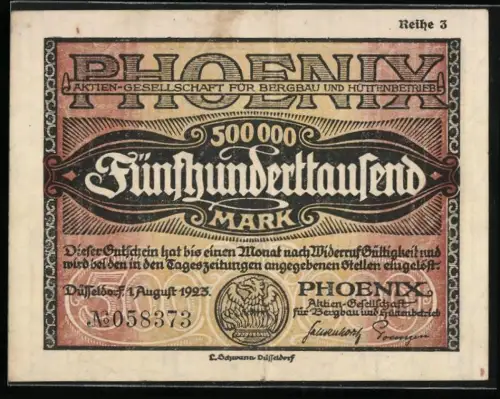 Reihe 3
PHOENIX
AKTIEN-GESELLSCHAFT FÜR BERGBAU UND HÜTTENBETRIEB
500 000
Fünfhunderttausend
MARK
Dieser Gutschein hat bis einen Monat nach Widerruf Gültigkeit und
wird bei den in den Tageszeitungen angegebenen Stellen eingelöst.
Düsseldorf, 1. August 1923.
PHOENIX
Aktien-Gesellschaft
für Bergbau und Hüttenbetrieb
№ 058373
L. Schwann Düsseldorf